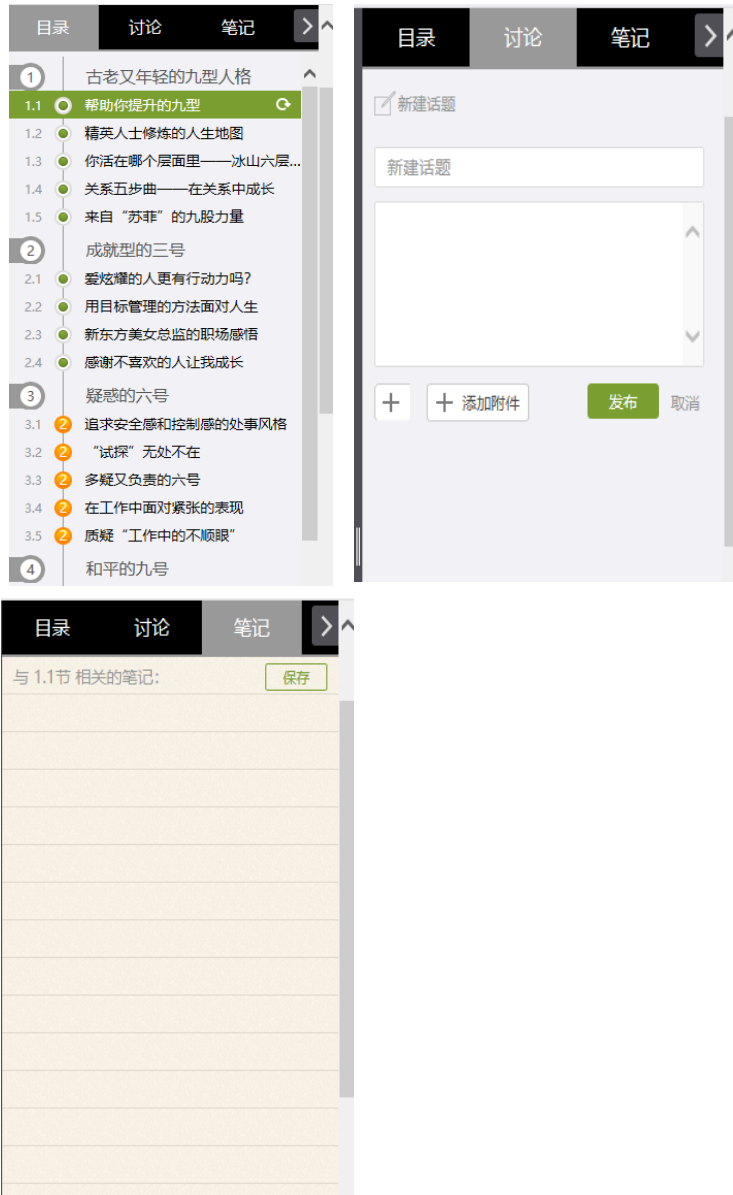 目录 讨论 笔记
1 古老又年轻的九型人格
1.1 帮助你提升的九型
1.2 精英人士修炼的人生地图
1.3 你活在哪个层面里——冰山六层...
1.4 关系五步曲——在关系中成长
1.5 来自“苏菲”的九股力量
2 成就型的三号
2.1 爱炫耀的人更有行动力吗?
2.2 用目标管理的方法面对人生
2.3 新东方美女总监的职场感悟
2.4 感谢不喜欢的人让我成长
3 疑惑的六号
3.1 2 追求安全感和控制感的处事风格
3.2 2 “试探”无处不在
3.3 2 多疑又负责的六号
3.4 2 在工作中面对紧张的表现
3.5 2 质疑“工作中的不顺眼”
4 和平的九号
目录 讨论 笔记
新建话题
新建话题
添加附件 发布 取消
目录 讨论 笔记
与 1.1节 相关的笔记: 保存